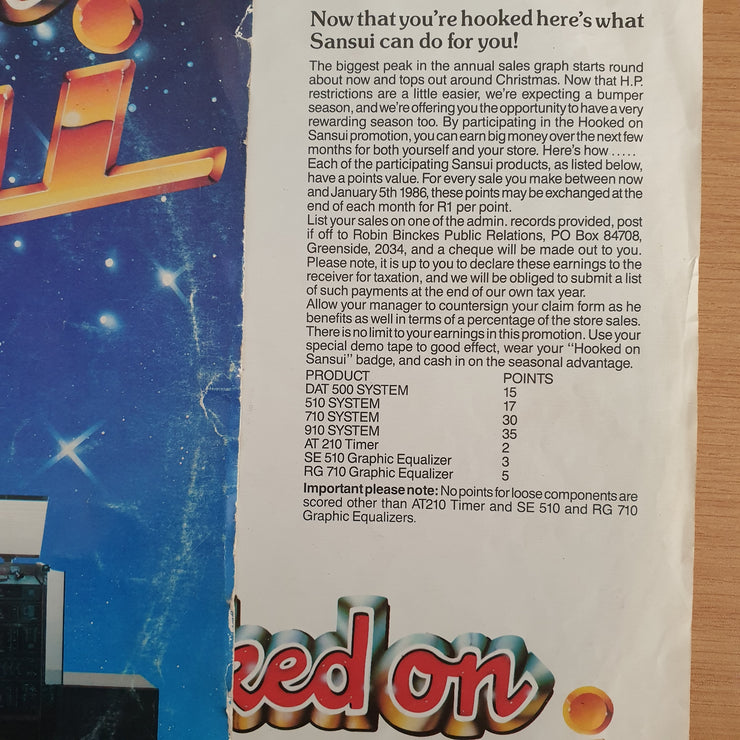 Now that you're hooked here's what
Sansui can do for you!
The biggest peak in the annual sales graph starts round
about now and tops out around Christmas. Now that H.P.
restrictions are a little easier, we're expecting a bumper
season, and we're offering you the opportunity to have a very
rewarding season too. By participating in the Hooked on
Sansui promotion, you can earn big money over the next few
months for both yourself and your store. Here's how .....
Each of the participating Sansui products, as listed below,
have a points value. For every sale you make between now
and January 5th 1986, these points may be exchanged at the
end of each month for R1 per point.
List your sales on one of the admin. records provided, post
if off to Robin Binckes Public Relations, PO Box 84708,
Greenside, 2034, and a cheque will be made out to you.
Please note, it is up to you to declare these earnings to the
receiver for taxation, and we will be obliged to submit a list
of such payments at the end of our own tax year.
Allow your manager to countersign your claim form as he
benefits as well in terms of a percentage of the store sales.
There is no limit to your earnings in this promotion. Use your
special demo tape to good effect, wear your "Hooked on
Sansui" badge, and cash in on the seasonal advantage.
PRODUCT POINTS
DAT 500 SYSTEM 15
510 SYSTEM 17
710 SYSTEM 30
910 SYSTEM 35
AT 210 Timer 2
SE 510 Graphic Equalizer 3
RG 710 Graphic Equalizer 5
Important please note: No points for loose components are
scored other than AT210 Timer and SE 510 and RG 710
Graphic Equalizers.
ked on
ui